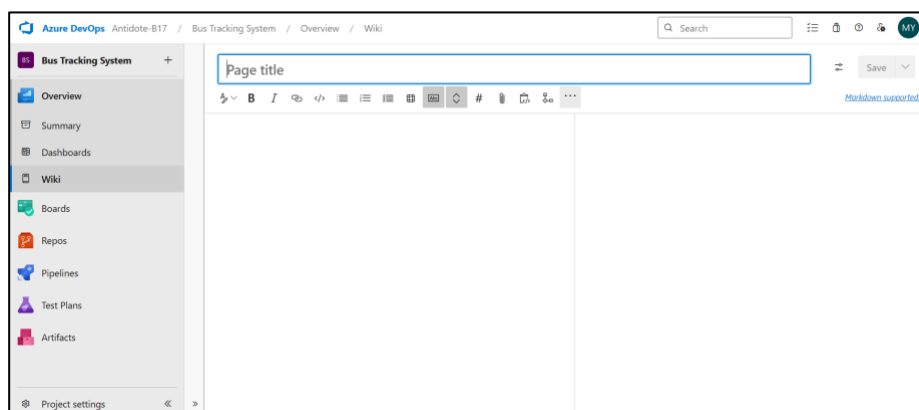 Azure DevOps Antidote-B17 / Bus Tracking System / Overview / Wiki
Search
MY
BS Bus Tracking System +
Page title
Save
B I </> # ...
Markdown supported.
Overview
Summary
Dashboards
Wiki
Boards
Repos
Pipelines
Test Plans
Artifacts
Project settings « »